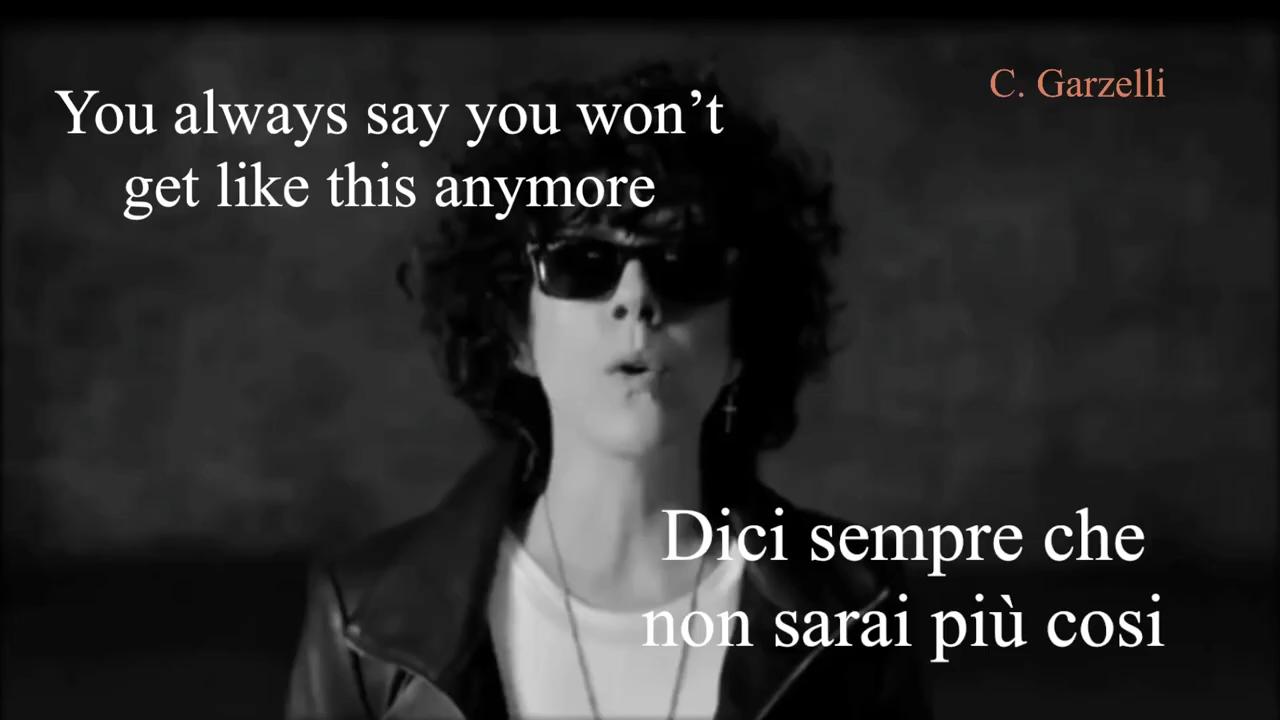 C. Garzelli
You always say you won’t
get like this anymore
Dici sempre che
non sarai più cosi